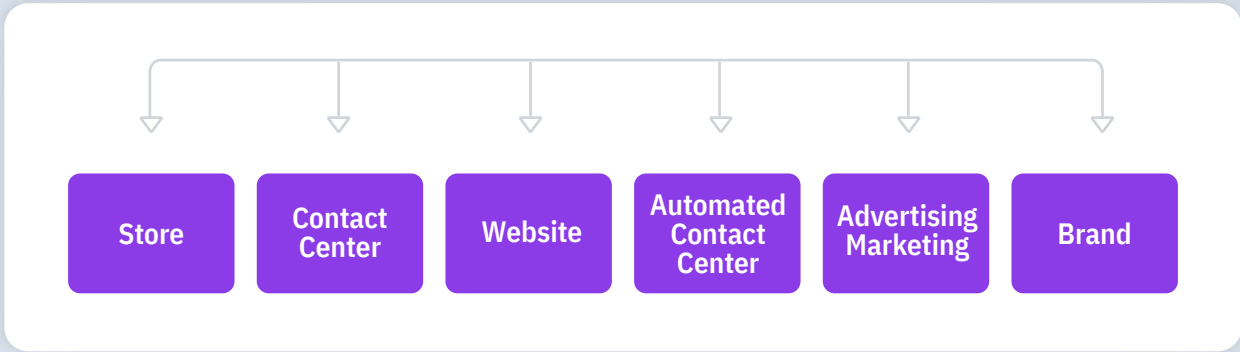 Store
Contact
Center
Website
Automated
Contact
Center
Advertising
Marketing
Brand